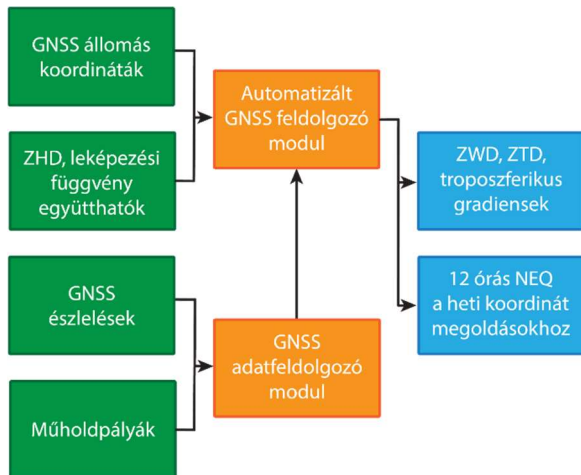 GNSS állomás
koordináták
ZHD, leképezési
függvény
együtthatók
GNSS
észlelések
Műholdpályák
Automatizált
GNSS feldolgozó
modul
GNSS
adatfeldolgozó
modul
ZWD, ZTD,
troposzferikus
gradiensek
12 órás NEQ
a heti koordinát
megoldásokhoz